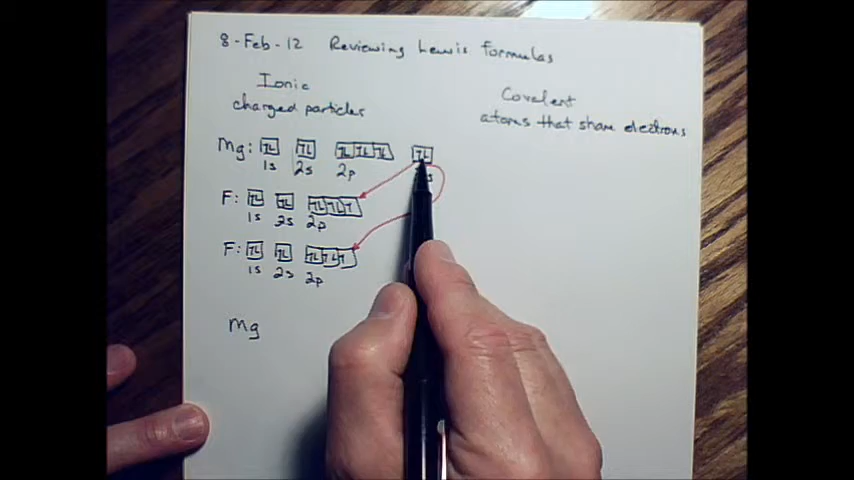 8-Feb-12 Reviewing Lewis formulas
Ionic
charged particles
Covalent
atoms that share electrons
Mg:
1s 2s 2p
F:
1s 2s 2p
F:
1s 2s 2p
Mg